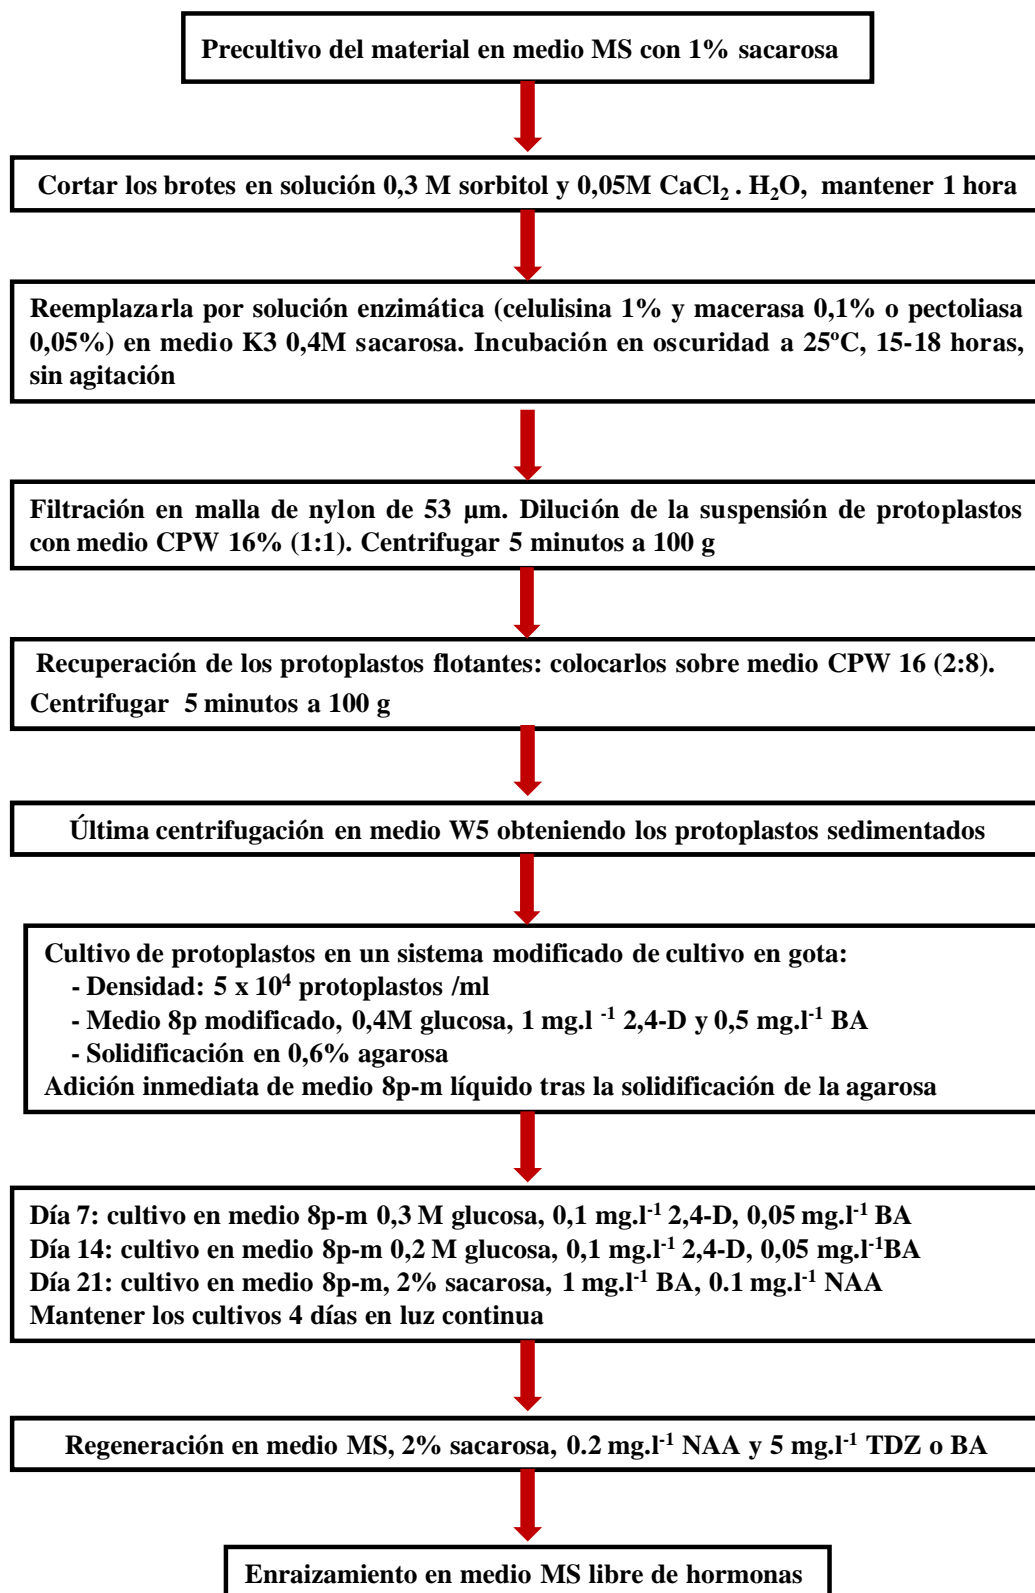 Precultivo del material en medio MS con 1% sacarosa
Cortar los brotes en solución 0,3 M sorbitol y 0,05M CaCl₂ . H₂O, mantener 1 hora
Reemplazarla por solución enzimática (celulisina 1% y macerasa 0,1% o pectoliasa
0,05%) en medio K3 0,4M sacarosa. Incubación en oscuridad a 25ºC, 15-18 horas,
sin agitación
Filtración en malla de nylon de 53 µm. Dilución de la suspensión de protoplastos
con medio CPW 16% (1:1). Centrifugar 5 minutos a 100 g
Recuperación de los protoplastos flotantes: colocarlos sobre medio CPW 16 (2:8).
Centrifugar 5 minutos a 100 g
Última centrifugación en medio W5 obteniendo los protoplastos sedimentados
Cultivo de protoplastos en un sistema modificado de cultivo en gota:
- Densidad: 5 x 10⁴ protoplastos /ml
- Medio 8p modificado, 0,4M glucosa, 1 mg.l ⁻¹ 2,4-D y 0,5 mg.l⁻¹ BA
- Solidificación en 0,6% agarosa
Adición inmediata de medio 8p-m líquido tras la solidificación de la agarosa
Día 7: cultivo en medio 8p-m 0,3 M glucosa, 0,1 mg.l⁻¹ 2,4-D, 0,05 mg.l⁻¹ BA
Día 14: cultivo en medio 8p-m 0,2 M glucosa, 0,1 mg.l⁻¹ 2,4-D, 0,05 mg.l⁻¹BA
Día 21: cultivo en medio 8p-m, 2% sacarosa, 1 mg.l⁻¹ BA, 0.1 mg.l⁻¹ NAA
Mantener los cultivos 4 días en luz continua
Regeneración en medio MS, 2% sacarosa, 0.2 mg.l⁻¹ NAA y 5 mg.l⁻¹ TDZ o BA
Enraizamiento en medio MS libre de hormonas